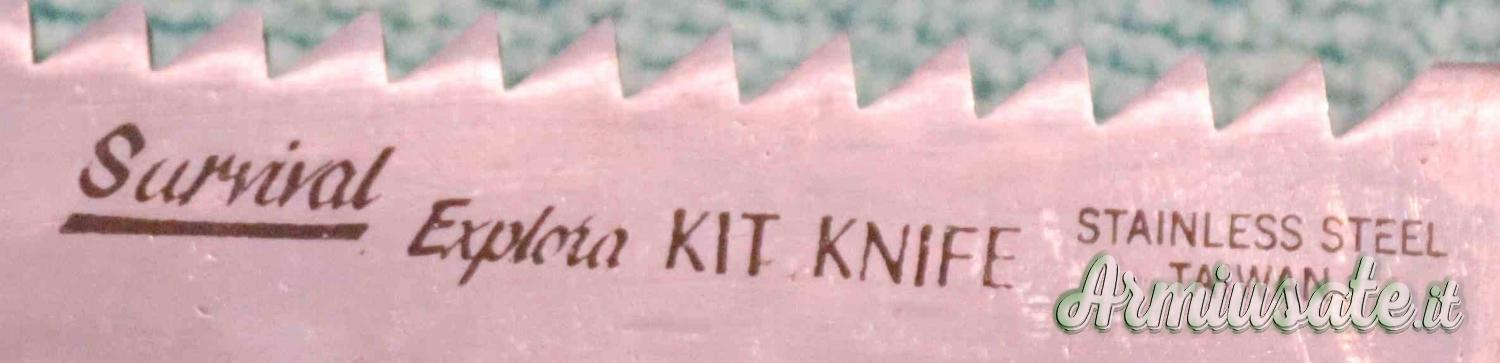 Survival Explora KIT KNIFE
STAINLESS STEEL
TAIWAN
Armiusate.it